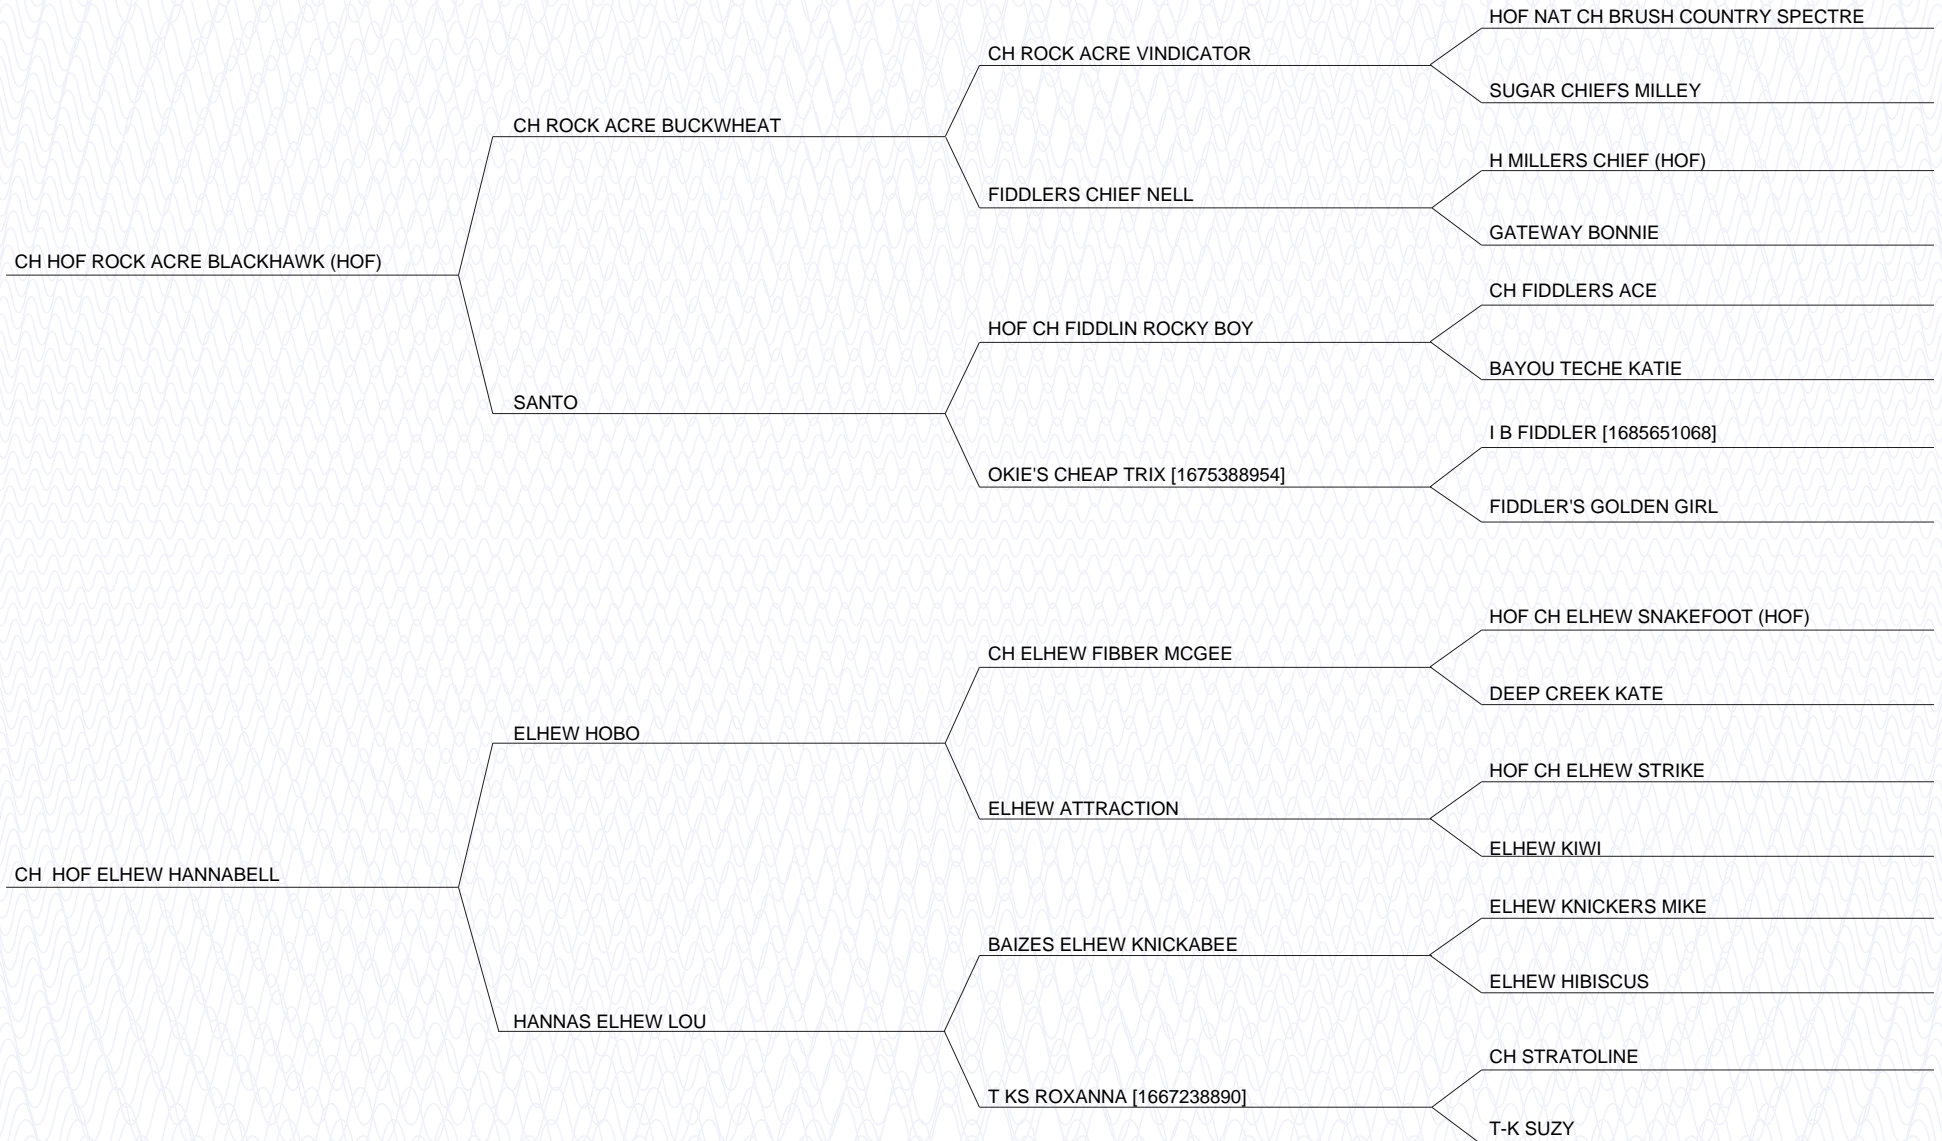 HOF NAT CH BRUSH COUNTRY SPECTRE
CH ROCK ACRE VINDICATOR
SUGAR CHIEFS MILLEY
CH ROCK ACRE BUCKWHEAT
H MILLERS CHIEF (HOF)
FIDDLERS CHIEF NELL
GATEWAY BONNIE
CH HOF ROCK ACRE BLACKHAWK (HOF)
CH FIDDLERS ACE
HOF CH FIDDLIN ROCKY BOY
BAYOU TECHE KATIE
SANTO
I B FIDDLER [1685651068]
OKIE'S CHEAP TRIX [1675388954]
FIDDLER'S GOLDEN GIRL
HOF CH ELHEW SNAKEFOOT (HOF)
CH ELHEW FIBBER MCGEE
DEEP CREEK KATE
ELHEW HOBO
HOF CH ELHEW STRIKE
ELHEW ATTRACTION
ELHEW KIWI
CH  HOF ELHEW HANNABELL
ELHEW KNICKERS MIKE
BAIZES ELHEW KNICKABEE
ELHEW HIBISCUS
HANNAS ELHEW LOU
CH STRATOLINE
T KS ROXANNA [1667238890]
T-K SUZY